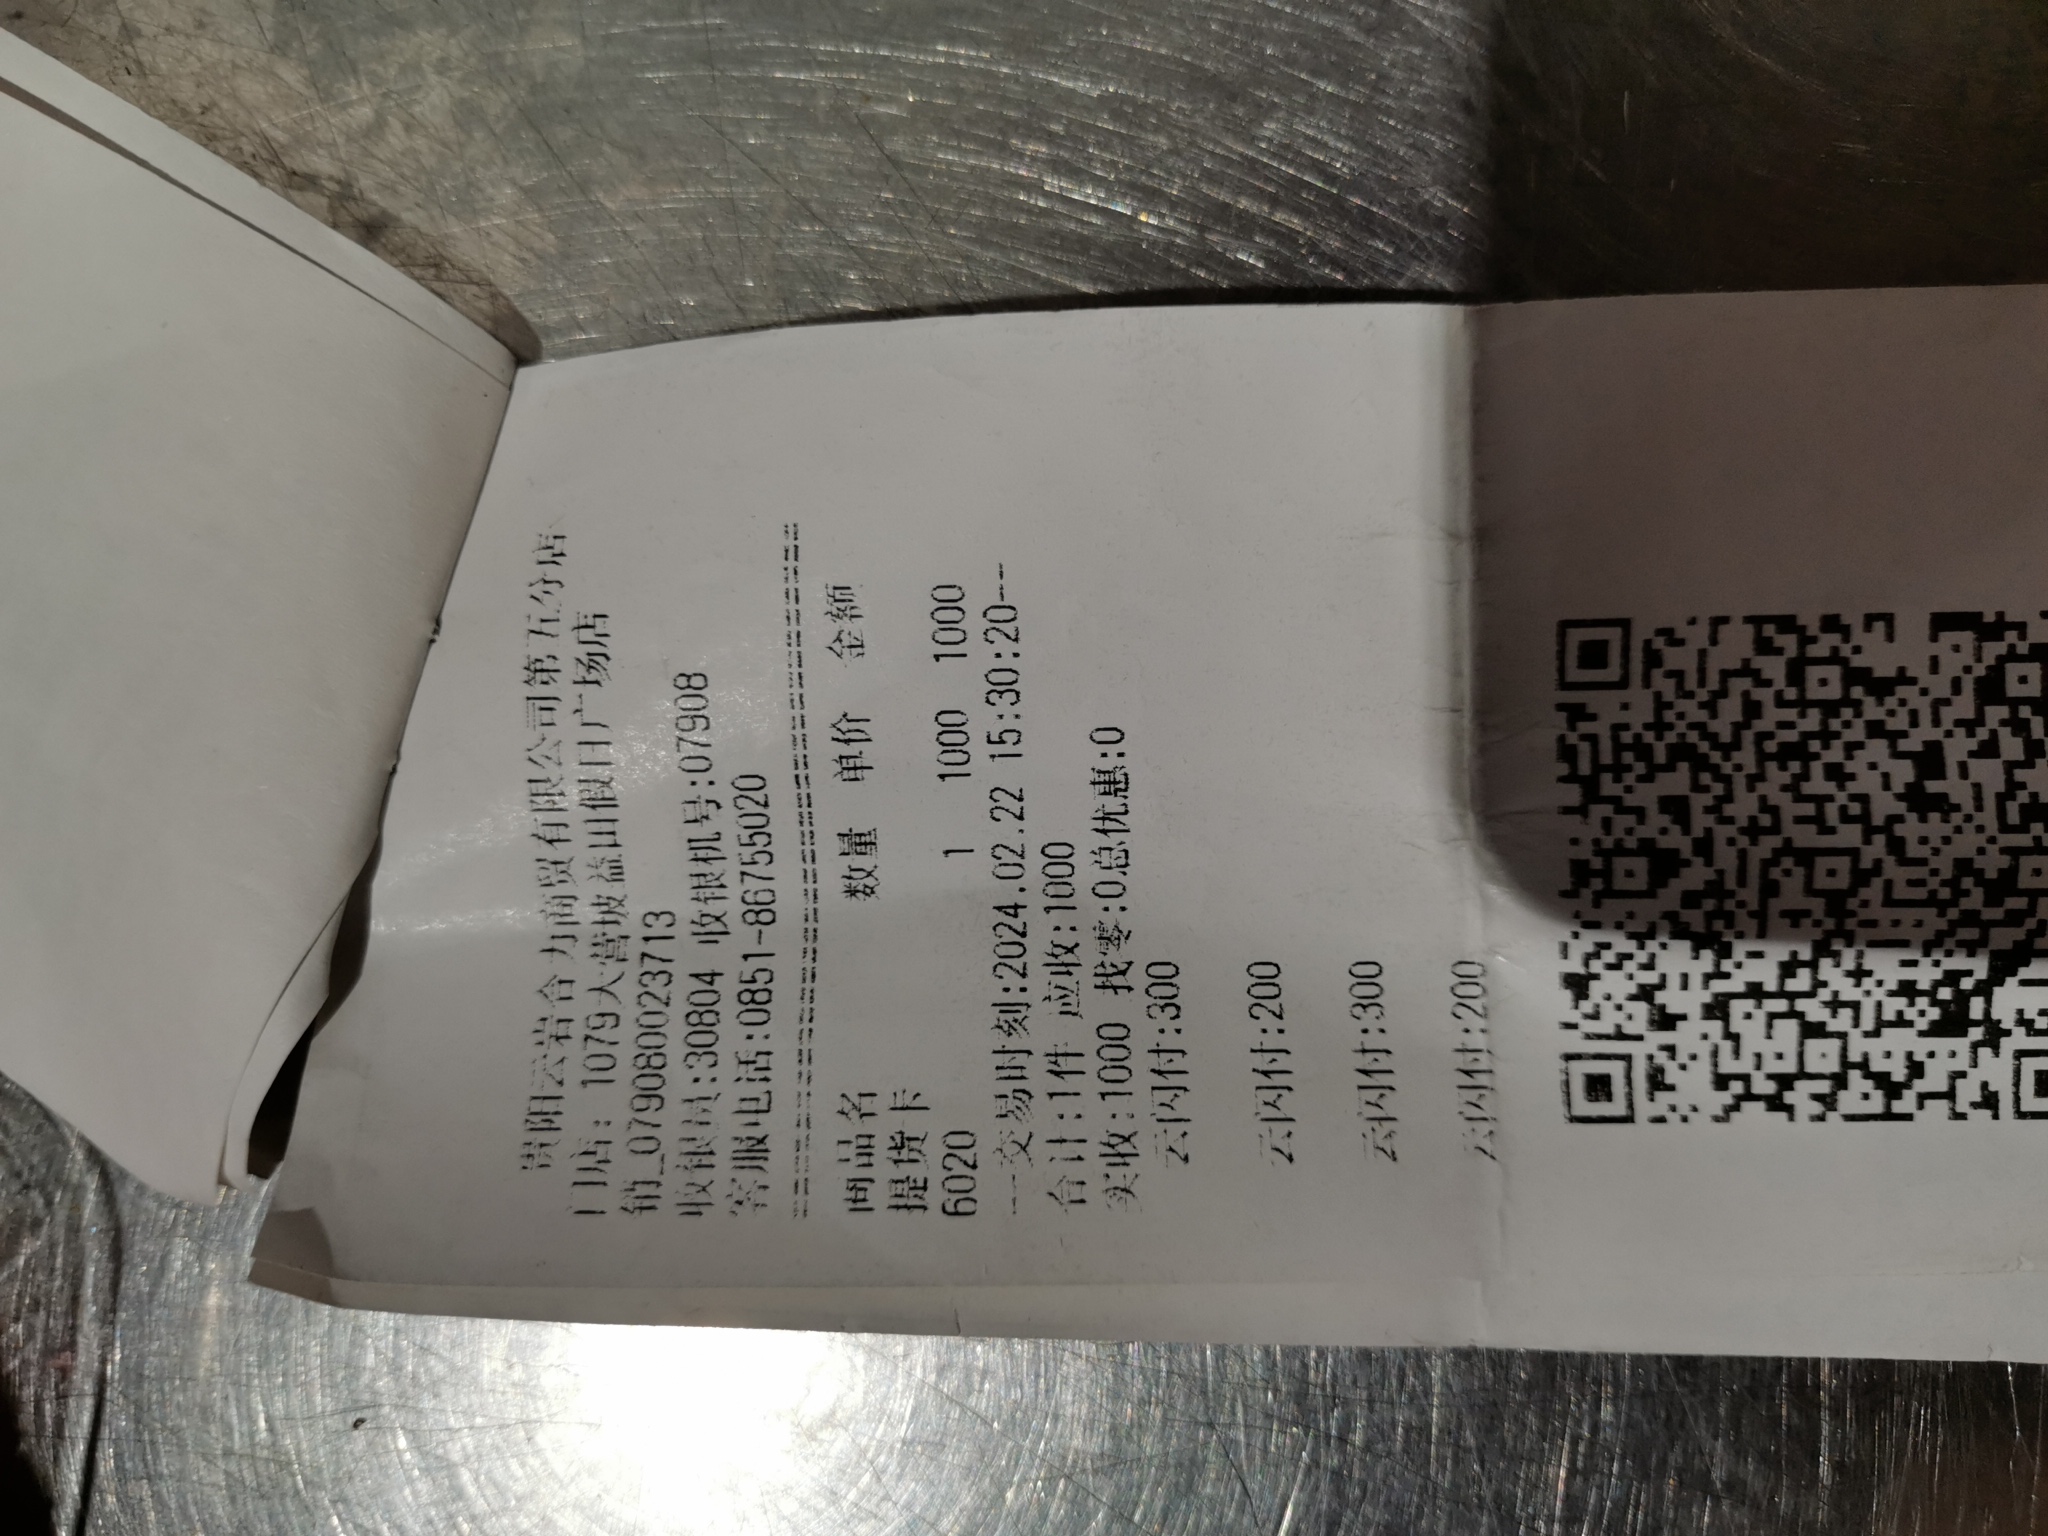 贵阳云岩合力商贸有限公司第五分店
门店: 1079大营坡益田假日广场店
销_079080023713
收银员:30804 收银机号:07908
客服电话:0851-86755020
商品名 数量 单价 金额
提货卡
6020 1 1000 1000
---交易时刻:2024.02.22 15:30:20---
合计:1件 应收:1000
实收:1000 找零:0总优惠:0
云闪付:300
云闪付:200
云闪付:300
云闪付:200